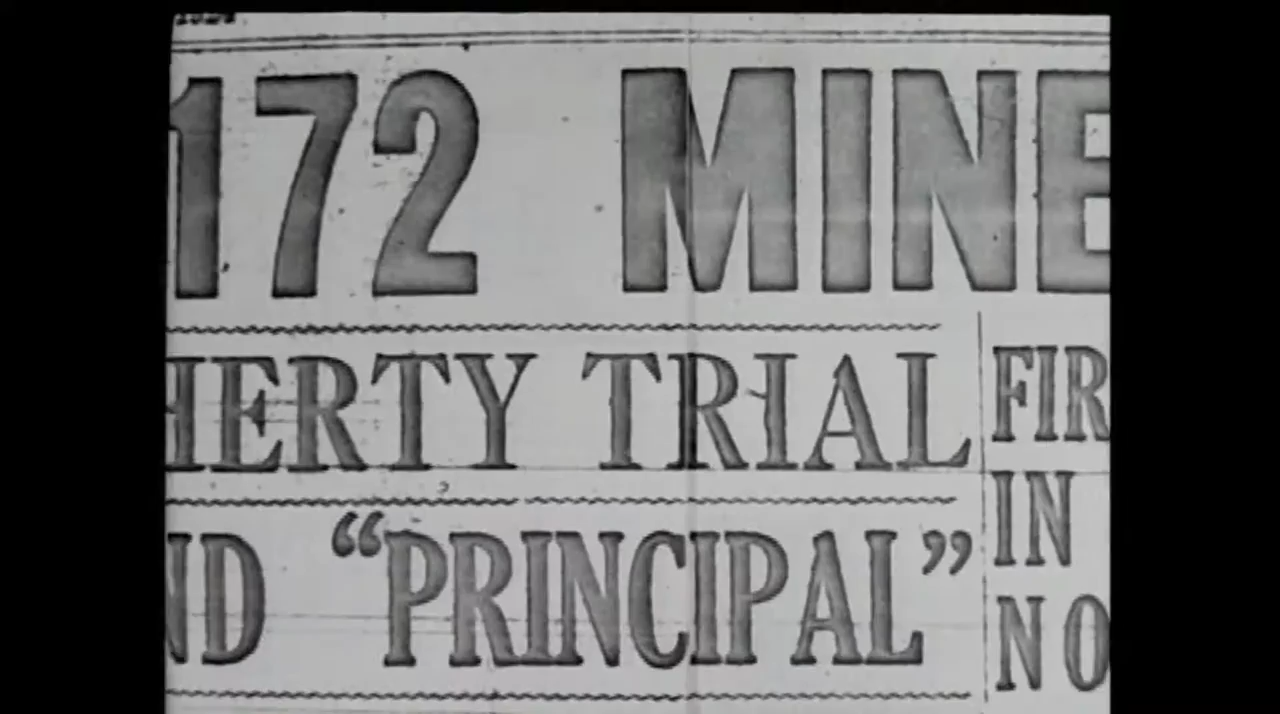 172 MINE
HERTY TRIAL
ND “PRINCIPAL”
FIR
IN
NO